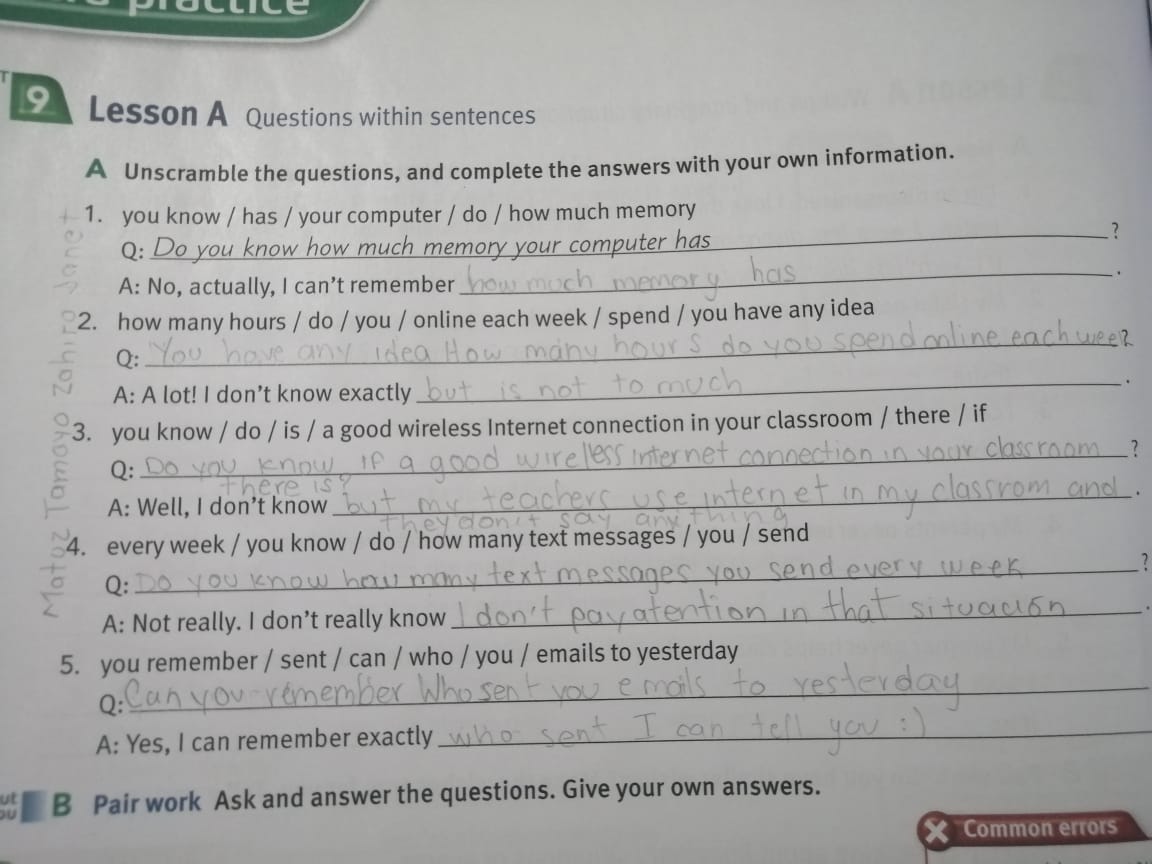 practice
9 Lesson A Questions within sentences
A Unscramble the questions, and complete the answers with your own information.
1. you know / has / your computer / do / how much memory
Q: Do you know how much memory your computer has ?
A: No, actually, I can't remember how much memory has .
2. how many hours / do / you / online each week / spend / you have any idea
Q: You have any idea How many hours do you spend online each week?
A: A lot! I don't know exactly but is not to much .
3. you know / do / is / a good wireless Internet connection in your classroom / there / if
Q: Do you know if a good wireless internet connection in your classroom ?
there is?
A: Well, I don't know but my teachers use internet in my classrom and .
they don't say any thing
4. every week / you know / do / how many text messages / you / send
Q: Do you know how many text messages you send every week ?
A: Not really. I don't really know I don't pay atention in that situación .
5. you remember / sent / can / who / you / emails to yesterday
Q: Can you remember Who sent you emails to yesterday
A: Yes, I can remember exactly who sent I can tell you :)
B Pair work Ask and answer the questions. Give your own answers.
Common errors
Matoz Tamayo Zahiro Janet